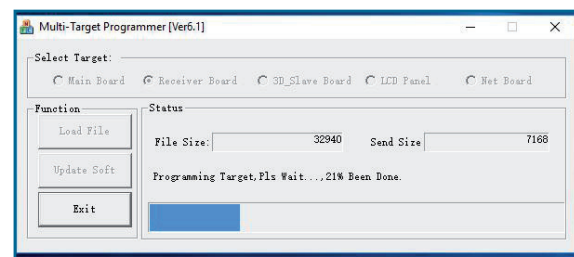 Multi-Target Programmer [Ver6.1]
Select Target:
Main Board Receiver Board 3D_Slave Board LCD Panel Net Board
Function
Load File
Update Soft
Exit
Status
File Size: 32940 Send Size 7168
Programming Target,Pls Wait...,21% Been Done.